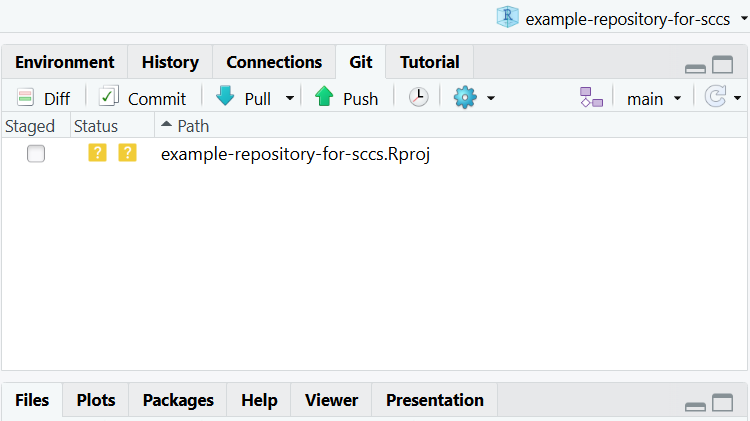 example-repository-for-sccs
Environment History Connections Git Tutorial
Diff Commit Pull Push main
Staged Status Path
? ? example-repository-for-sccs.Rproj
Files Plots Packages Help Viewer Presentation